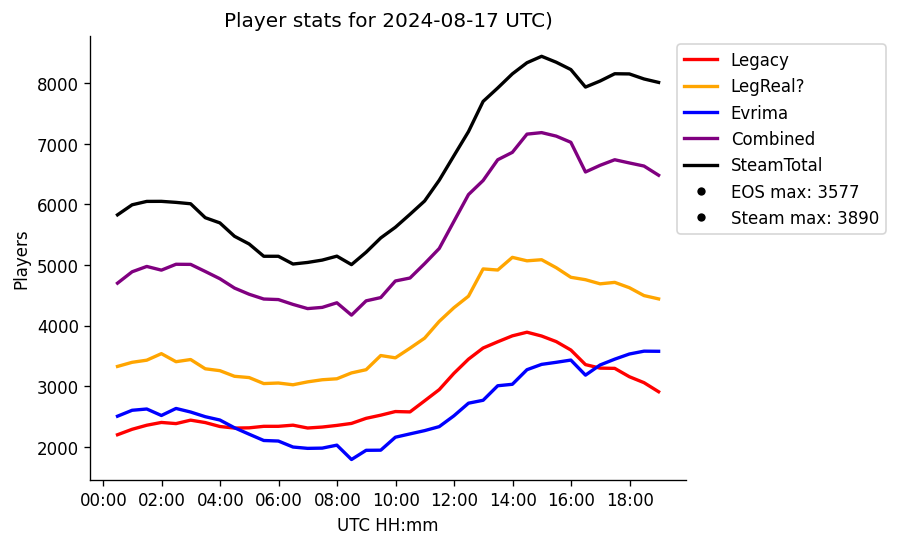 Player stats for 2024-08-17 UTC)
Legacy
LegReal?
Evrima
Combined
SteamTotal
EOS max: 3577
Steam max: 3890
Players
8000
7000
6000
5000
4000
3000
2000
00:00 02:00 04:00 06:00 08:00 10:00 12:00 14:00 16:00 18:00
UTC HH:mm